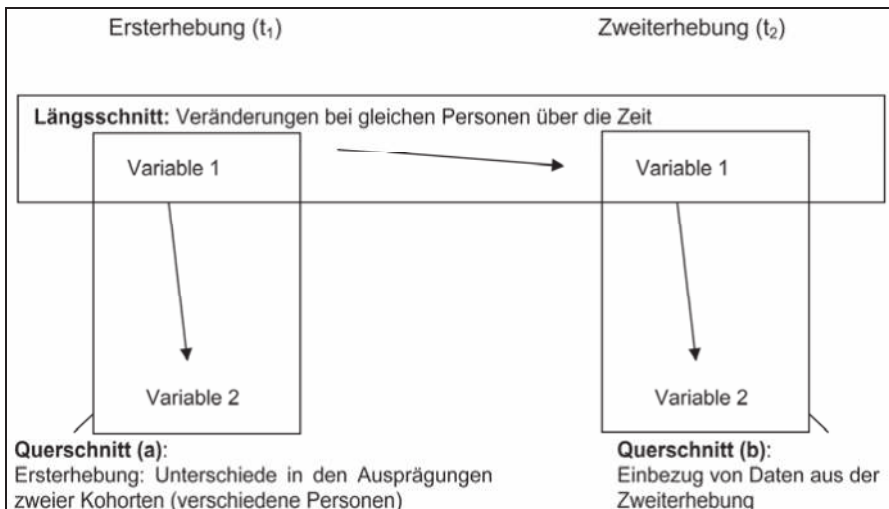 Ersterhebung (t₁)
Zweiterhebung (t₂)
Längsschnitt: Veränderungen bei gleichen Personen über die Zeit
Variable 1
Variable 1
Variable 2
Variable 2
Querschnitt (a):
Ersterhebung: Unterschiede in den Ausprägungen
zweier Kohorten (verschiedene Personen)
Querschnitt (b):
Einbezug von Daten aus der
Zweiterhebung